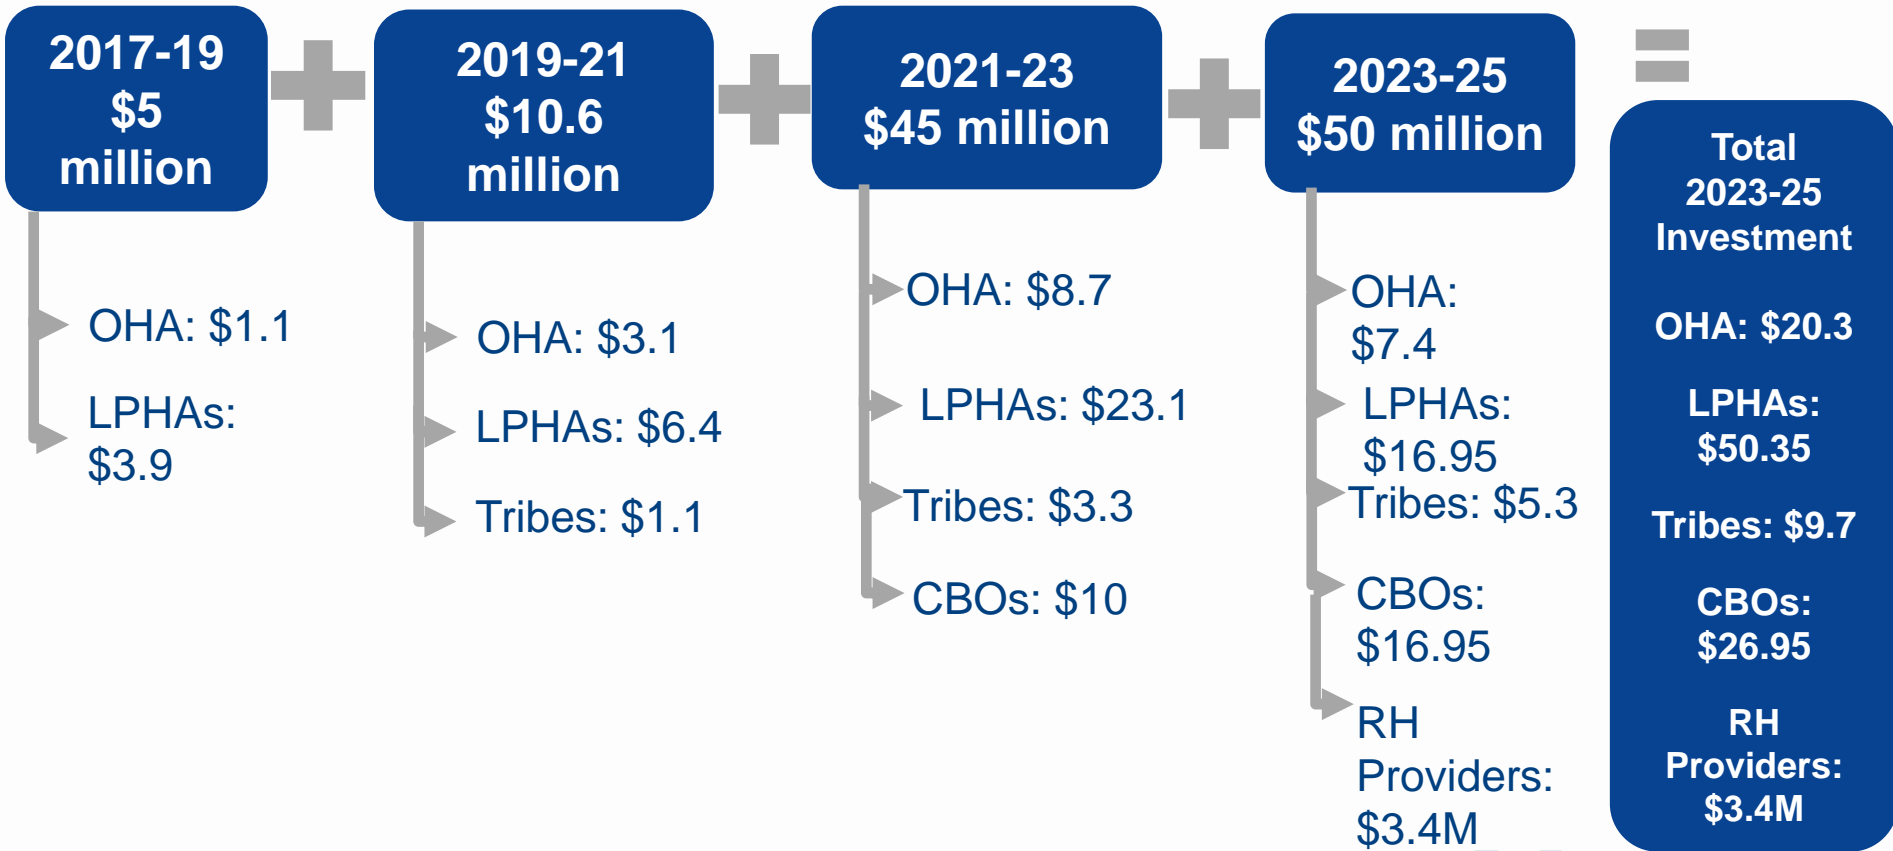 2017-19
$5
million
OHA: $1.1
LPHAs:
$3.9
2019-21
$10.6
million
OHA: $3.1
LPHAs: $6.4
Tribes: $1.1
2021-23
$45 million
OHA: $8.7
LPHAs: $23.1
Tribes: $3.3
CBOs: $10
2023-25
$50 million
OHA:
$7.4
LPHAs:
$16.95
Tribes: $5.3
CBOs:
$16.95
RH
Providers:
$3.4M
Total
2023-25
Investment
OHA: $20.3
LPHAs:
$50.35
Tribes: $9.7
CBOs:
$26.95
RH
Providers:
$3.4M